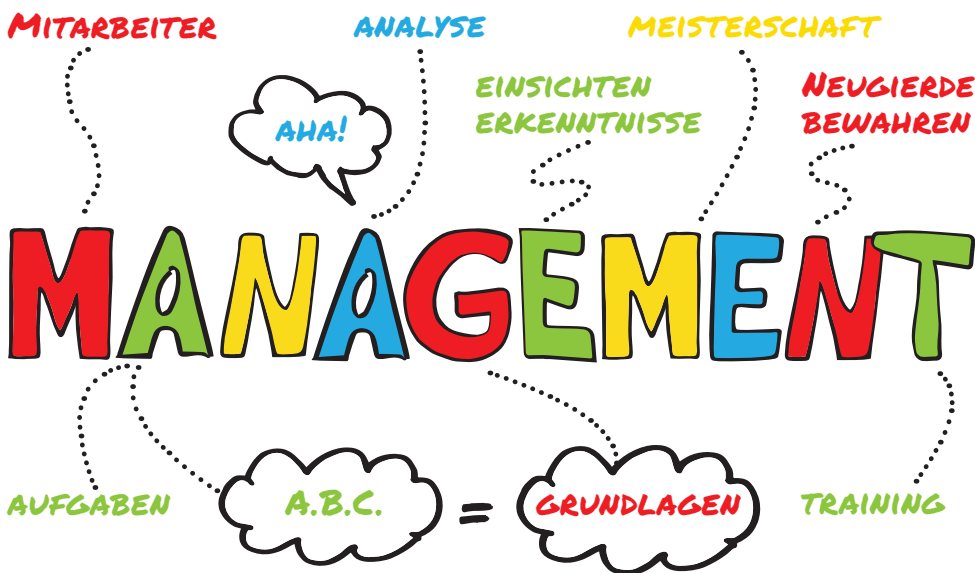 MITARBEITER
ANALYSE
MEISTERSCHAFT
EINSICHTEN
ERKENNTNISSE
NEUGIERDE
BEWAHREN
AHA!
MANAGEMENT
AUFGABEN
A.B.C.
=
GRUNDLAGEN
TRAINING